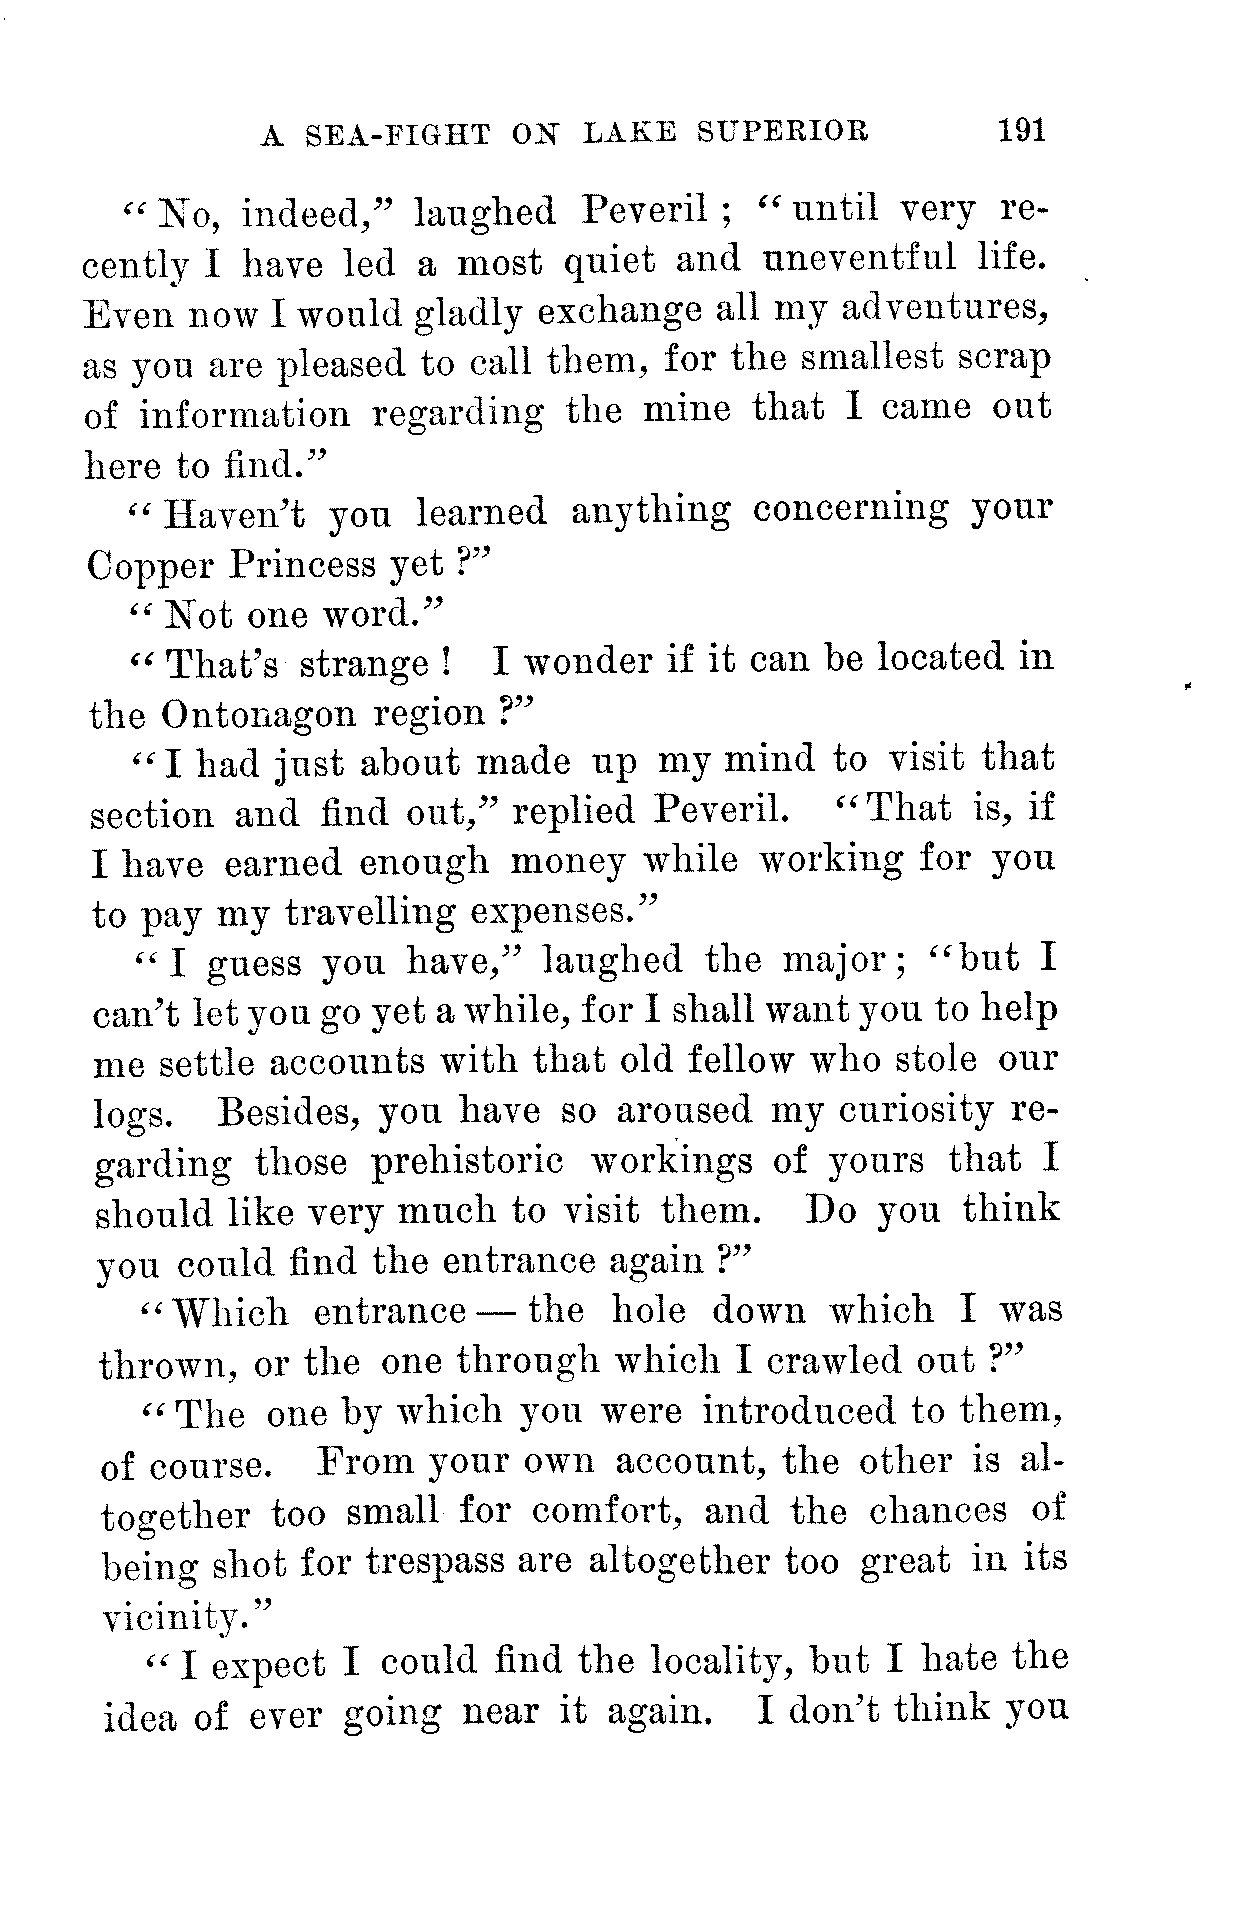 A SEA-FIGHT ON LAKE SUPERIOR 191
“ No, indeed,” laughed Peveril ; “ until very re-
cently I have led a most quiet and uneventful life.
Even now I would gladly exchange all my adventures,
as you are pleased to call them, for the smallest scrap
of information regarding the mine that I came out
here to find.”
“ Haven’t you learned anything concerning your
Copper Princess yet ?”
“ Not one word.”
“ That’s strange ! I wonder if it can be located in
the Ontonagon region ?”
“ I had just about made up my mind to visit that
section and find out,” replied Peveril. “ That is, if
I have earned enough money while working for you
to pay my travelling expenses.”
“ I guess you have,” laughed the major ; “but I
can’t let you go yet a while, for I shall want you to help
me settle accounts with that old fellow who stole our
logs. Besides, you have so aroused my curiosity re-
garding those prehistoric workings of yours that I
should like very much to visit them. Do you think
you could find the entrance again ?”
“ Which entrance — the hole down which I was
thrown, or the one through which I crawled out ?”
“ The one by which you were introduced to them,
of course. From your own account, the other is al-
together too small for comfort, and the chances of
being shot for trespass are altogether too great in its
vicinity.”
“ I expect I could find the locality, but I hate the
idea of ever going near it again. I don’t think you